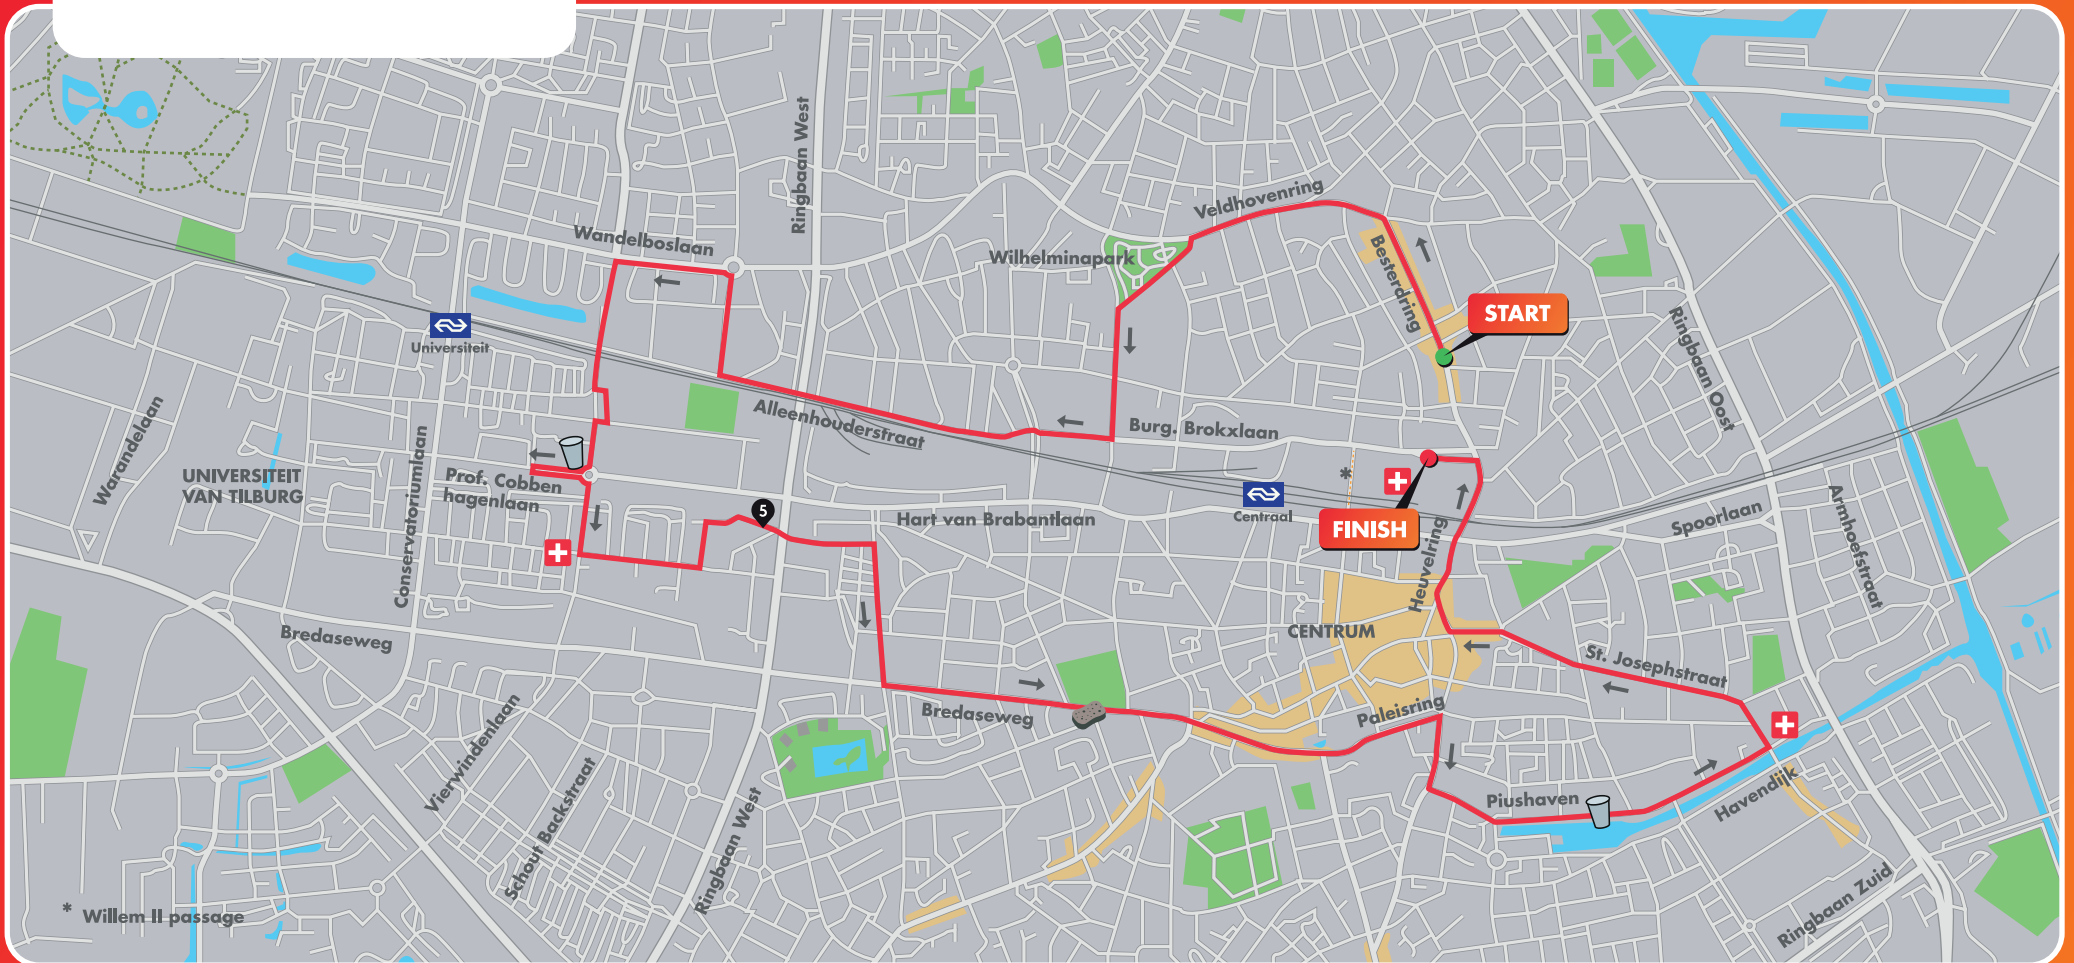 Ringbaan West
Veldhovenring
Wandelboslaan
Wilhelminapark
Besterdring
START
Universiteit
Ringbaan Oost
Alleenhouderstraat
Burg. Brokxlaan
Warandelaan
UNIVERSITEIT
VAN TILBURG
Conservatoriumlaan
Prof. Cobben
hagenlaan
*
Centraal
5
Hart van Brabantlaan
FINISH
Spoorlaan
Armhoefstraat
Heuvelring
CENTRUM
Bredaseweg
St. Josephstraat
Bredaseweg
Paleisring
Vierwindenlaan
Schout Backstraat
Ringbaan West
Piushaven
Havendijk
Ringbaan Zuid
* Willem II passage